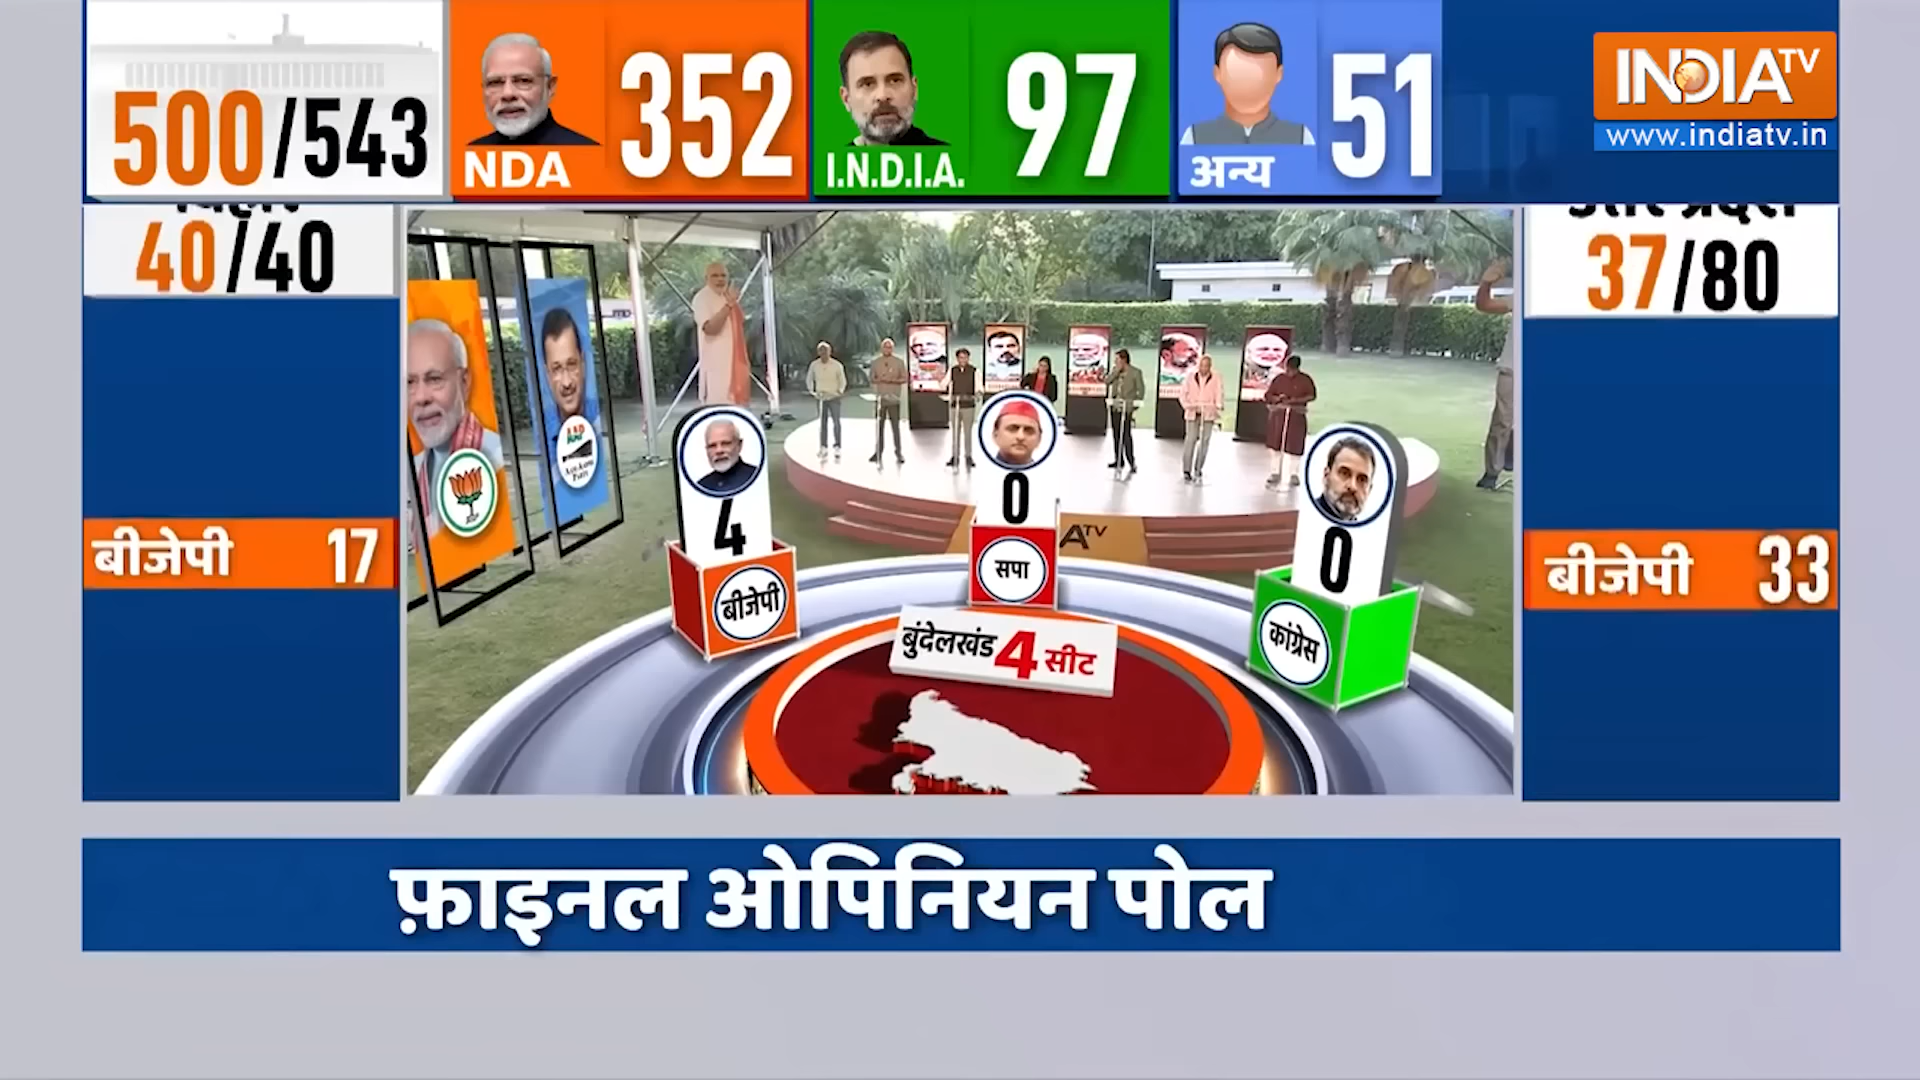 500/543
NDA
352
I.N.D.I.A.
97
अन्य
51
INDIATV
www.indiatv.in
40/40
बीजेपी 17
37/80
बीजेपी 33
4
बीजेपी
0
सपा
0
कांग्रेस
बुंदेलखंड 4 सीट
फ़ाइनल ओपिनियन पोल